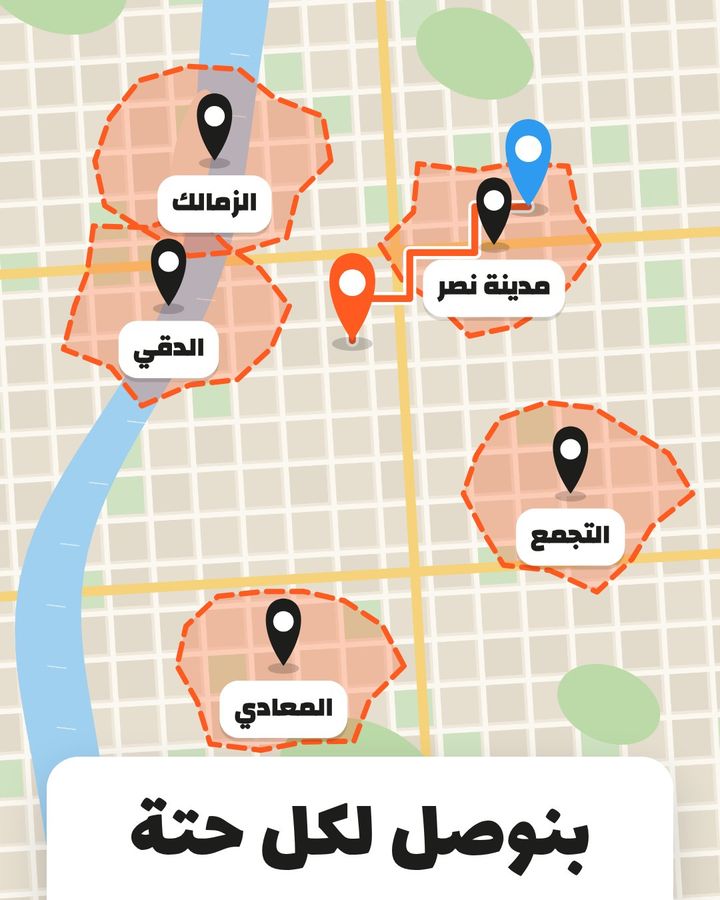 الزمالك
مدينة نصر
الدقي
التجمع
المعادي
بنوصل لكل حتة